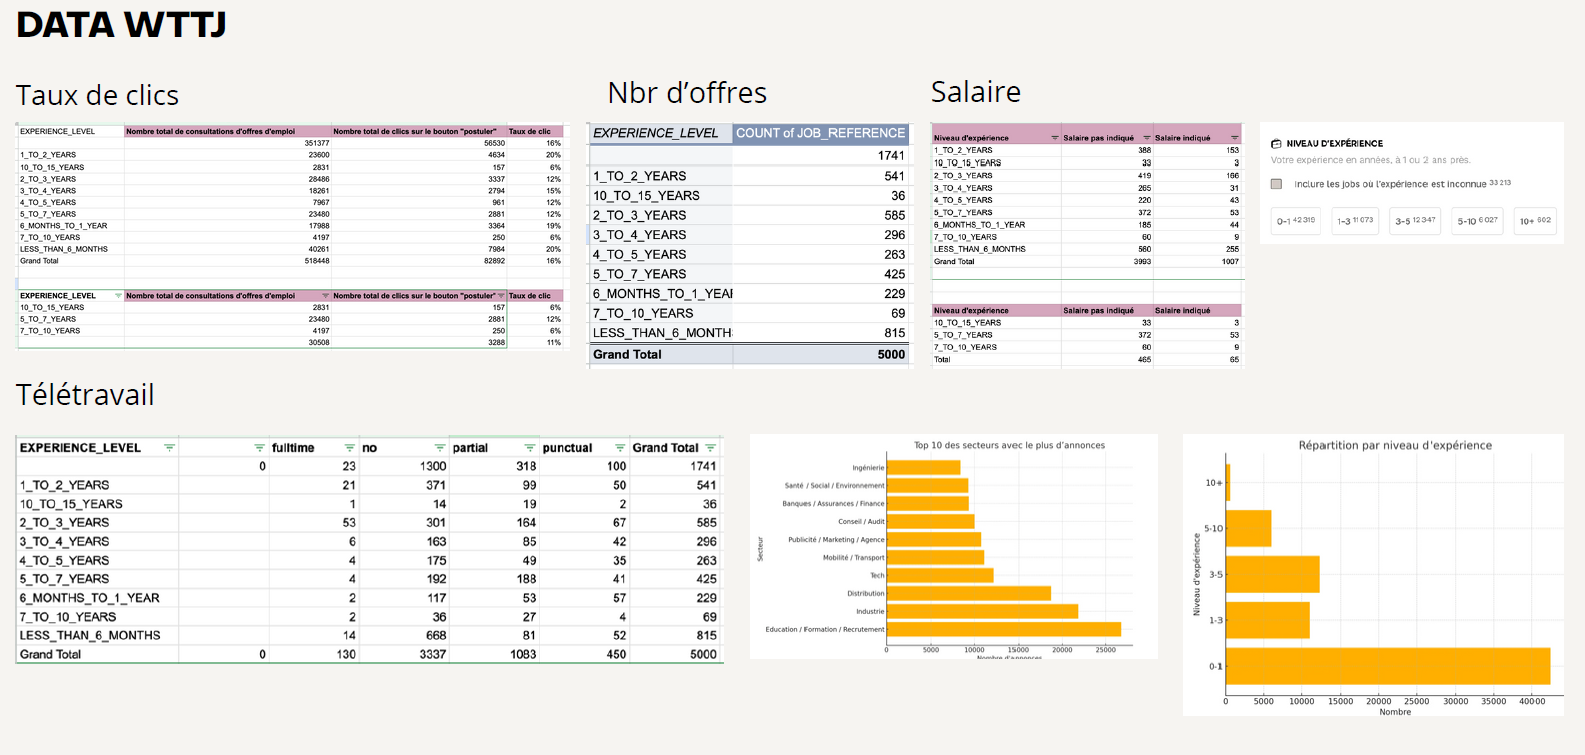 DATA WTTJ
Taux de clics
EXPERIENCE_LEVEL Nombre total de consultations d'offres d'emploi Nombre total de clics sur le bouton "postuler" Taux de clic
351377 56530 16%
1_TO_2_YEARS 23600 4634 20%
10_TO_15_YEARS 2831 157 6%
2_TO_3_YEARS 28486 3337 12%
3_TO_4_YEARS 18261 2794 15%
4_TO_5_YEARS 7967 961 12%
5_TO_7_YEARS 23480 2881 12%
6_MONTHS_TO_1_YEAR 17988 3364 19%
7_TO_10_YEARS 4197 250 6%
LESS_THAN_6_MONTHS 40261 7984 20%
Grand Total 518448 82892 16%
EXPERIENCE_LEVEL Nombre total de consultations d'offres d'emploi Nombre total de clics sur le bouton "postuler" Taux de clic
10_TO_15_YEARS 2831 157 6%
5_TO_7_YEARS 23480 2881 12%
7_TO_10_YEARS 4197 250 6%
30508 3288 11%
Nbr d'offres
EXPERIENCE_LEVEL COUNT of JOB_REFERENCE
1741
1_TO_2_YEARS 541
10_TO_15_YEARS 36
2_TO_3_YEARS 585
3_TO_4_YEARS 296
4_TO_5_YEARS 263
5_TO_7_YEARS 425
6_MONTHS_TO_1_YEAR 229
7_TO_10_YEARS 69
LESS_THAN_6_MONTH 815
Grand Total 5000
Salaire
Niveau d'expérience Salaire pas indiqué Salaire indiqué
1_TO_2_YEARS 388 153
10_TO_15_YEARS 33 3
2_TO_3_YEARS 419 166
3_TO_4_YEARS 265 31
4_TO_5_YEARS 220 43
5_TO_7_YEARS 372 53
6_MONTHS_TO_1_YEAR 185 44
7_TO_10_YEARS 60 9
LESS_THAN_6_MONTHS 560 255
Grand Total 3993 1007
Niveau d'expérience Salaire pas indiqué Salaire indiqué
10_TO_15_YEARS 33 3
5_TO_7_YEARS 372 53
7_TO_10_YEARS 60 9
Total 465 65
NIVEAU D'EXPÉRIENCE
Votre experience en années, à 1 ou 2 ans près.
Inclure les jobs où l'expérience est inconnue 33 213
0-1 42 319 1-3 11 073 3-5 12 347 5-10 6 027 10+ 602
Télétravail
EXPERIENCE_LEVEL fulltime no partial punctual Grand Total
0 23 1300 318 100 1741
1_TO_2_YEARS 21 371 99 50 541
10_TO_15_YEARS 1 14 19 2 36
2_TO_3_YEARS 53 301 164 67 585
3_TO_4_YEARS 6 163 85 42 296
4_TO_5_YEARS 4 175 49 35 263
5_TO_7_YEARS 4 192 188 41 425
6_MONTHS_TO_1_YEAR 2 117 53 57 229
7_TO_10_YEARS 2 36 27 4 69
LESS_THAN_6_MONTHS 14 668 81 52 815
Grand Total 0 130 3337 1083 450 5000
Top 10 des secteurs avec le plus d'annonces
Secteur
Ingénierie
Santé / Social / Environnement
Banques / Assurances / Finance
Conseil / Audit
Publicité / Marketing / Agence
Mobilité / Transport
Tech
Distribution
Industrie
Education / Formation / Recrutement
0 5000 10000 15000 20000 25000
Nombre d'annonces
Répartition par niveau d'expérience
Niveau d'expérience
10+
5-10
3-5
1-3
0-1
0 5000 10000 15000 20000 25000 30000 35000 40000
Nombre